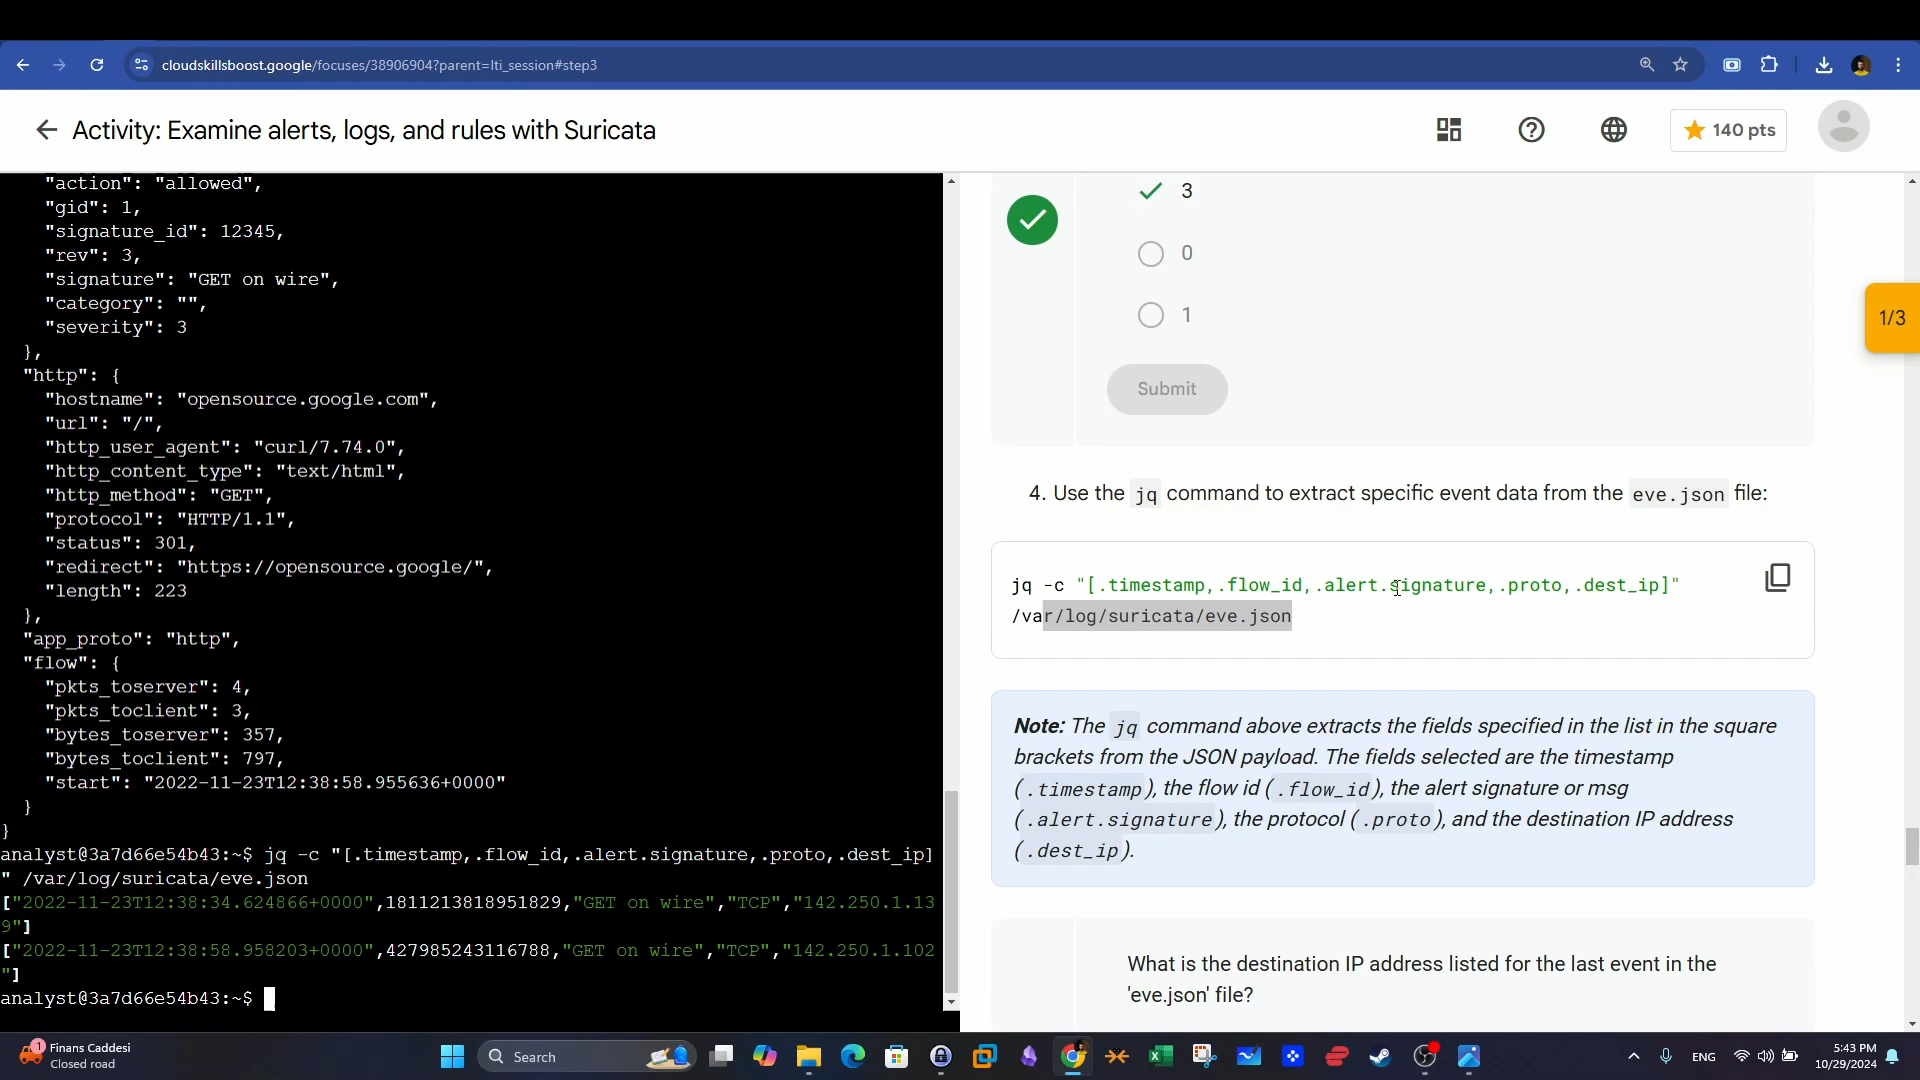 cloudskillsboost.google/focuses/38906904?parent=lti_session#step3
Activity: Examine alerts, logs, and rules with Suricata
140 pts
"action": "allowed",
"gid": 1,
"signature_id": 12345,
"rev": 3,
"signature": "GET on wire",
"category": "",
"severity": 3
},
"http": {
"hostname": "opensource.google.com",
"url": "/",
"http_user_agent": "curl/7.74.0",
"http_content_type": "text/html",
"http_method": "GET",
"protocol": "HTTP/1.1",
"status": 301,
"redirect": "https://opensource.google/",
"length": 223
},
"app_proto": "http",
"flow": {
"pkts_toserver": 4,
"pkts_toclient": 3,
"bytes_toserver": 357,
"bytes_toclient": 797,
"start": "2022-11-23T12:38:58.955636+0000"
}
}
analyst@3a7d66e54b43:~$ jq -c "[.timestamp,.flow_id,.alert.signature,.proto,.dest_ip]
" /var/log/suricata/eve.json
["2022-11-23T12:38:34.624866+0000",1811213818951829,"GET on wire","TCP","142.250.1.13
9"]
["2022-11-23T12:38:58.958203+0000",427985243116788,"GET on wire","TCP","142.250.1.102
"]
analyst@3a7d66e54b43:~$
3
0
1
Submit
1/3
4. Use the jq command to extract specific event data from the eve.json file:
jq -c "[.timestamp,.flow_id,.alert.signature,.proto,.dest_ip]"
/var/log/suricata/eve.json
Note: The jq command above extracts the fields specified in the list in the square
brackets from the JSON payload. The fields selected are the timestamp
(.timestamp), the flow id (.flow_id), the alert signature or msg
(.alert.signature), the protocol (.proto), and the destination IP address
(.dest_ip).
What is the destination IP address listed for the last event in the
'eve.json' file?
1
Finans Caddesi
Closed road
Search
ENG
5:43 PM
10/29/2024